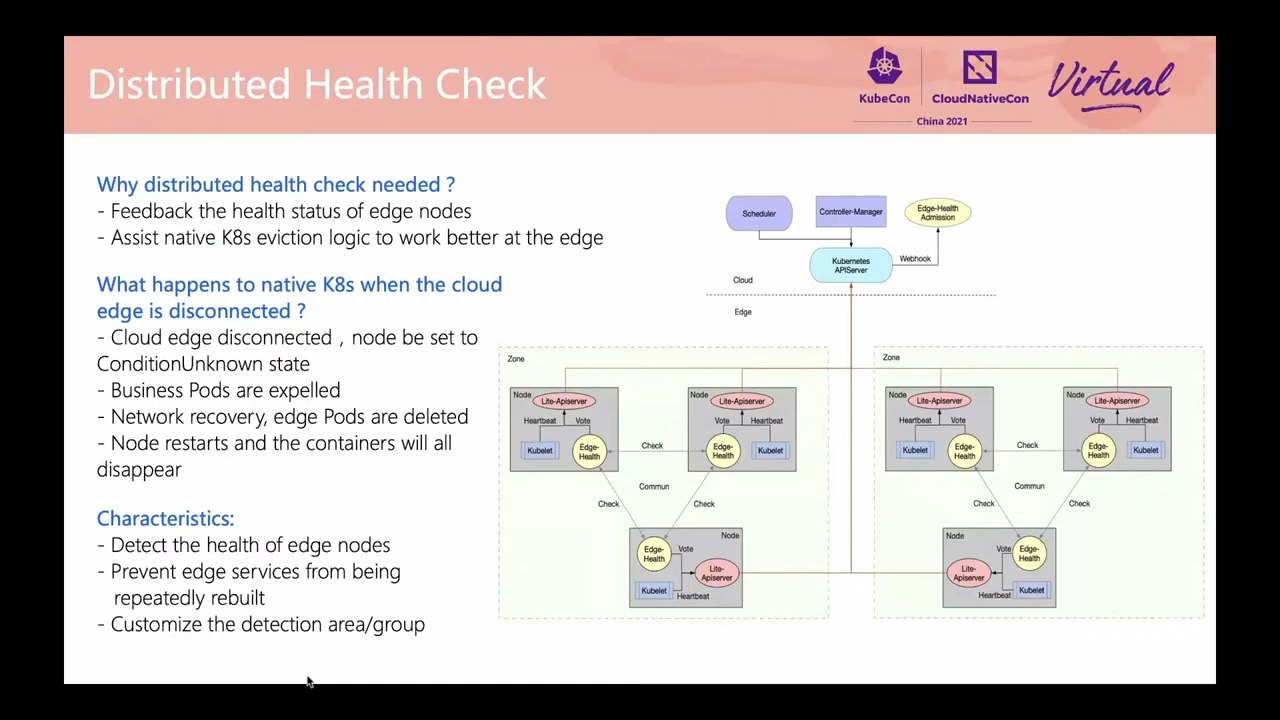 Distributed Health Check
KubeCon
CloudNativeCon
China 2021
Virtual
Why distributed health check needed ?
- Feedback the health status of edge nodes
- Assist native K8s eviction logic to work better at the edge
What happens to native K8s when the cloud
edge is disconnected ?
- Cloud edge disconnected , node be set to
ConditionUnknown state
- Business Pods are expelled
- Network recovery, edge Pods are deleted
- Node restarts and the containers will all
disappear
Characteristics:
- Detect the health of edge nodes
- Prevent edge services from being
repeatedly rebuilt
- Customize the detection area/group
Scheduler
Controller-Manager
Edge-Health
Admission
Kubernetes
APIServer
Webhook
Cloud
Edge
Zone
Node
Lite-Apiserver
Heartbeat
Vote
Kubelet
Edge-
Health
Node
Lite-Apiserver
Vote
Heartbeat
Edge-
Health
Kubelet
Check
Commun
Check
Check
Node
Edge-
Health
Vote
Lite-
Apiserver
Kubelet
Heartbeat
Zone
Node
Lite-Apiserver
Heartbeat
Vote
Kubelet
Edge-
Health
Node
Lite-Apiserver
Vote
Heartbeat
Edge-
Health
Kubelet
Check
Commun
Check
Check
Node
Vote
Edge-
Health
Lite-
Apiserver
Heartbeat
Kubelet